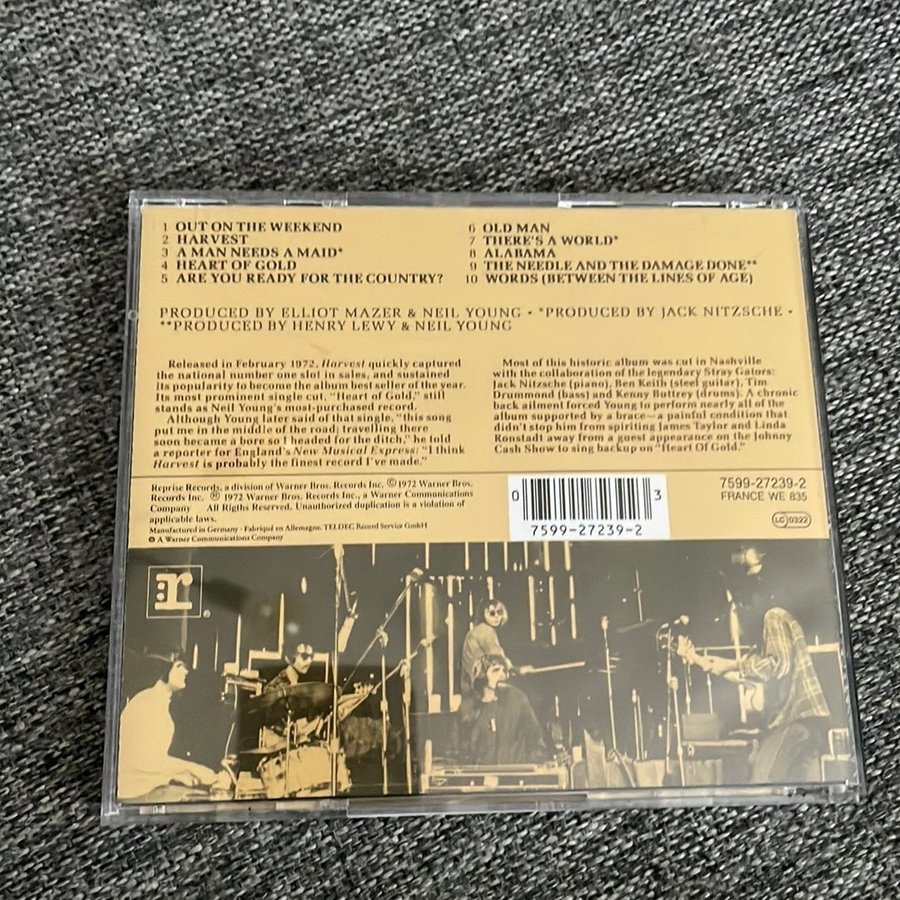 1 OUT ON THE WEEKEND
2 HARVEST
3 A MAN NEEDS A MAID*
4 HEART OF GOLD
5 ARE YOU READY FOR THE COUNTRY?
6 OLD MAN
7 THERE'S A WORLD*
8 ALABAMA
9 THE NEEDLE AND THE DAMAGE DONE**
10 WORDS (BETWEEN THE LINES OF AGE)
PRODUCED BY ELLIOT MAZER & NEIL YOUNG • *PRODUCED BY JACK NITZSCHE •
**PRODUCED BY HENRY LEWY & NEIL YOUNG
Released in February 1972, Harvest quickly captured
the national number one slot in sales, and sustained
its popularity to become the album best seller of the year.
Its most prominent single cut, "Heart of Gold," still
stands as Neil Young's most-purchased record.
Although Young later said of that single, "this song
put me in the middle of the road; travelling there
soon became a bore so I headed for the ditch," he told
a reporter for England's New Musical Express: "I think
Harvest is probably the finest record I've made."
Most of this historic album was cut in Nashville
with the collaboration of the legendary Stray Gators:
Jack Nitzsche (piano), Ben Keith (steel guitar), Tim
Drummond (bass) and Kenny Buttrey (drums). A chronic
back ailment forced Young to perform nearly all of the
album supported by a brace—a painful condition that
didn't stop him from spiriting James Taylor and Linda
Ronstadt away from a guest appearance on the Johnny
Cash Show to sing backup on "Heart Of Gold."
Reprise Records, a division of Warner Bros. Records Inc. ©1972 Warner Bros.
Records Inc. ℗ 1972 Warner Bros. Records Inc., a Warner Communications
Company All Rigths Reserved. Unauthorized duplication is a violation of
applicable laws.
Manufactured in Germany · Fabriqué en Allemagne, TELDEC Record Service GmbH
A Warner Communications Company
0 3
7599-27239-2
7599-27239-2
FRANCE WE 835
LC 0322
r ®